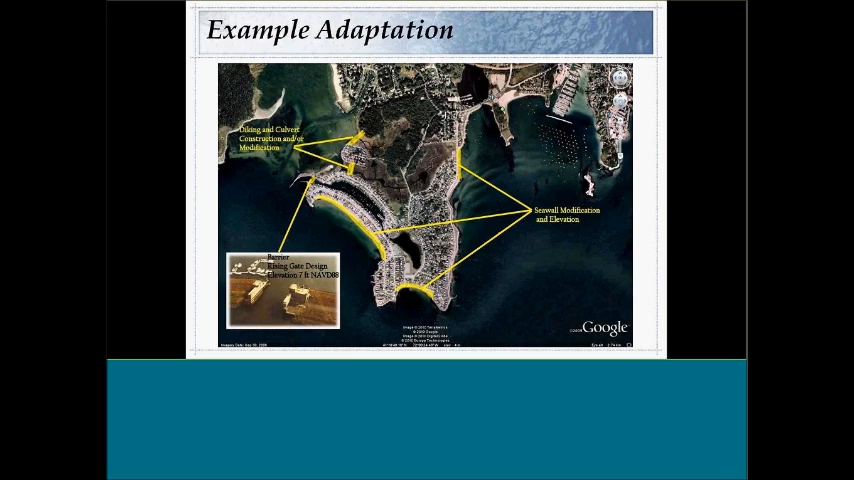 Example Adaptation
Diking and Culvert
Construction and/or
Modification
Seawall Modification
and Elevation
Barrier
Rising Gate Design
Elevation 7 ft NAVD88
Google